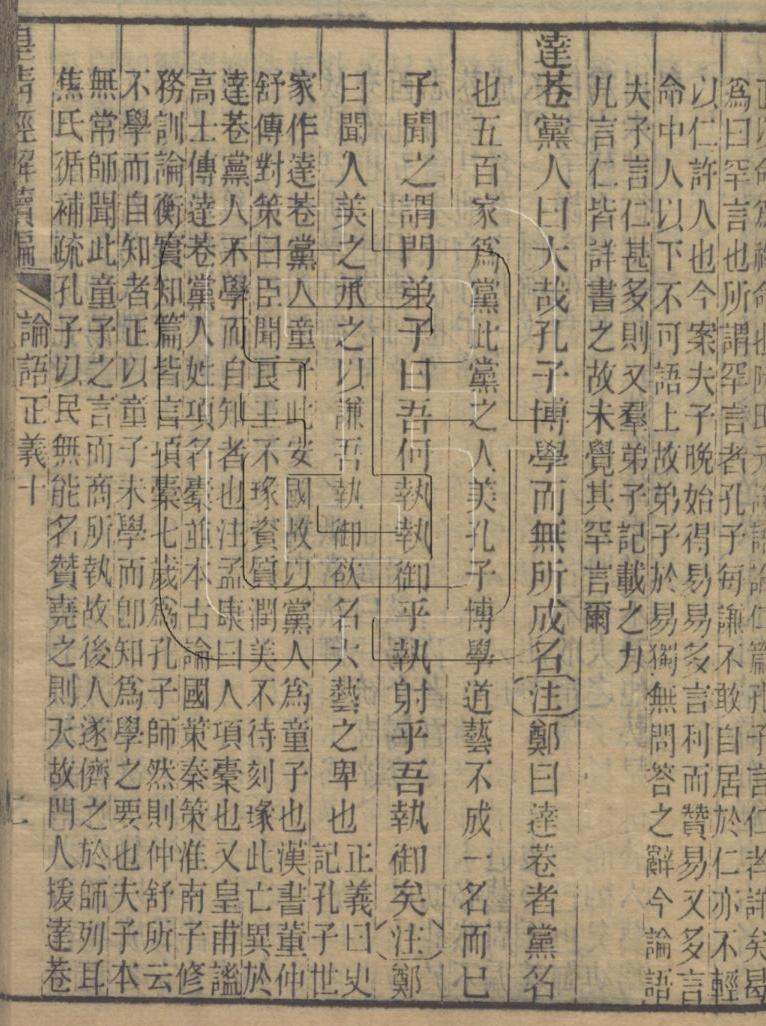 爲曰罕言也所謂罕言者孔子每謙不敢自居於仁亦不輕
以仁許人也今案夫子晚始得易易多言利而贊易又多言
命中人以下不可語上故弟子於易獨無問答之辭今論語
夫子言仁甚多則又羣弟子記載之力
凡言仁皆詳書之故未覺其罕言爾
達巷黨人曰大哉孔子博學而無所成名注鄭曰達巷者黨名
也五百家爲黨此黨之人美孔子博學道藝不成一名而已
子聞之謂門弟子曰吾何執執御乎執射乎吾執御矣注鄭
曰聞人美之承之以謙吾執御欲名六藝之卑也正義曰史
記孔子世
家作達巷黨人童子此安國故以黨人爲童子也漢書董仲
舒傳對策曰臣聞良玉不瑑資質潤美不待刻瑑此亡異於
達巷黨人不學而自知者也注孟康曰人項橐也又皇甫謐
高士傳達巷黨人姓項名橐並本古論國策秦策淮南子修
務訓論衡實知篇皆言項橐七歲爲孔子師然則仲舒所云
不學而自知者正以童子未學而卽知爲學之要也夫子本
無常師聞此童子之言而商所執故後人遂儕之於師列耳
焦氏循補疏孔子以民無能名贊堯之則天故門人援達巷
皇清經解續編
論語正義十